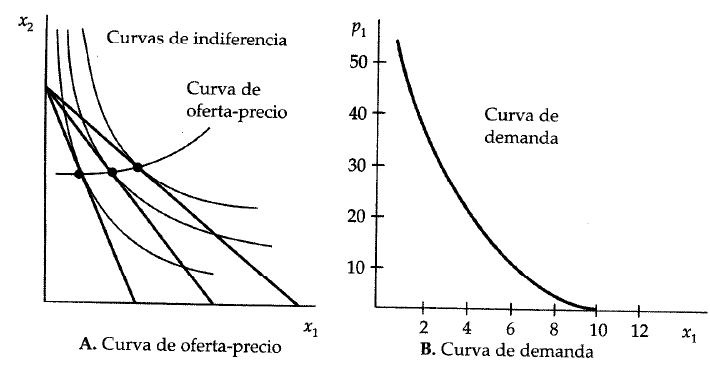 x₂
Curvas de indiferencia
Curva de
oferta-precio
x₁
A. Curva de oferta-precio
p₁
50
40
30
20
10
Curva de
demanda
2 4 6 8 10 12 x₁
B. Curva de demanda